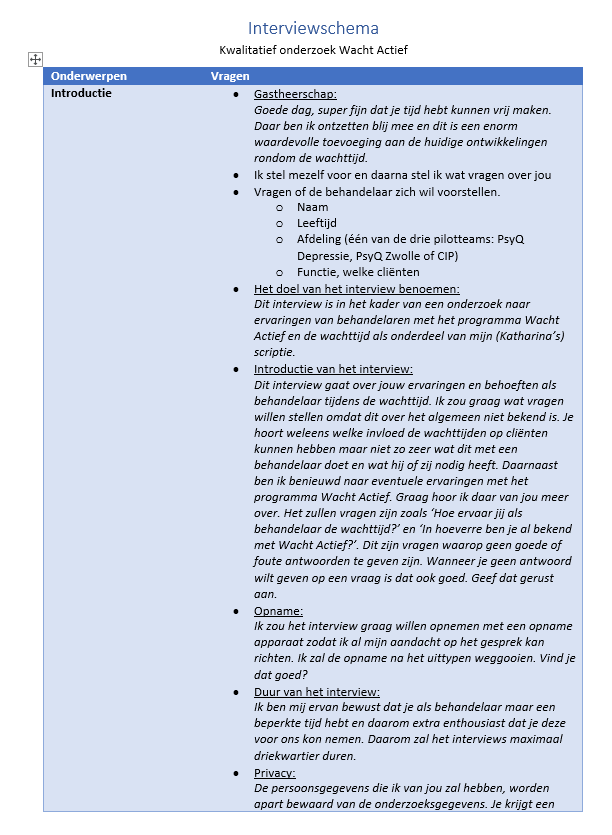 Interviewschema
Kwalitatief onderzoek Wacht Actief
Onderwerpen Vragen
Introductie
• Gastheerschap:
Goede dag, super fijn dat je tijd hebt kunnen vrij maken.
Daar ben ik ontzetten blij mee en dit is een enorm
waardevolle toevoeging aan de huidige ontwikkelingen
rondom de wachttijd.
• Ik stel mezelf voor en daarna stel ik wat vragen over jou
• Vragen of de behandelaar zich wil voorstellen.
o Naam
o Leeftijd
o Afdeling (één van de drie pilotteams: PsyQ
Depressie, PsyQ Zwolle of CIP)
o Functie, welke cliënten
• Het doel van het interview benoemen:
Dit interview is in het kader van een onderzoek naar
ervaringen van behandelaren met het programma Wacht
Actief en de wachttijd als onderdeel van mijn (Katharina's)
scriptie.
• Introductie van het interview:
Dit interview gaat over jouw ervaringen en behoeften als
behandelaar tijdens de wachttijd. Ik zou graag wat vragen
willen stellen omdat dit over het algemeen niet bekend is. Je
hoort weleens welke invloed de wachttijden op cliënten
kunnen hebben maar niet zo zeer wat dit met een
behandelaar doet en wat hij of zij nodig heeft. Daarnaast
ben ik benieuwd naar eventuele ervaringen met het
programma Wacht Actief. Graag hoor ik daar van jou meer
over. Het zullen vragen zijn zoals 'Hoe ervaar jij als
behandelaar de wachttijd?' en 'In hoeverre ben je al bekend
met Wacht Actief?'. Dit zijn vragen waarop geen goede of
foute antwoorden te geven zijn. Wanneer je geen antwoord
wilt geven op een vraag is dat ook goed. Geef dat gerust
aan.
• Opname:
Ik zou het interview graag willen opnemen met een opname
apparaat zodat ik al mijn aandacht op het gesprek kan
richten. Ik zal de opname na het uittypen weggooien. Vind je
dat goed?
• Duur van het interview:
Ik ben mij ervan bewust dat je als behandelaar maar een
beperkte tijd hebt en daarom extra enthousiast dat je deze
voor ons kon nemen. Daarom zal het interviews maximaal
driekwartier duren.
• Privacy:
De persoonsgegevens die ik van jou zal hebben, worden
apart bewaard van de onderzoeksgegevens. Je krijgt een